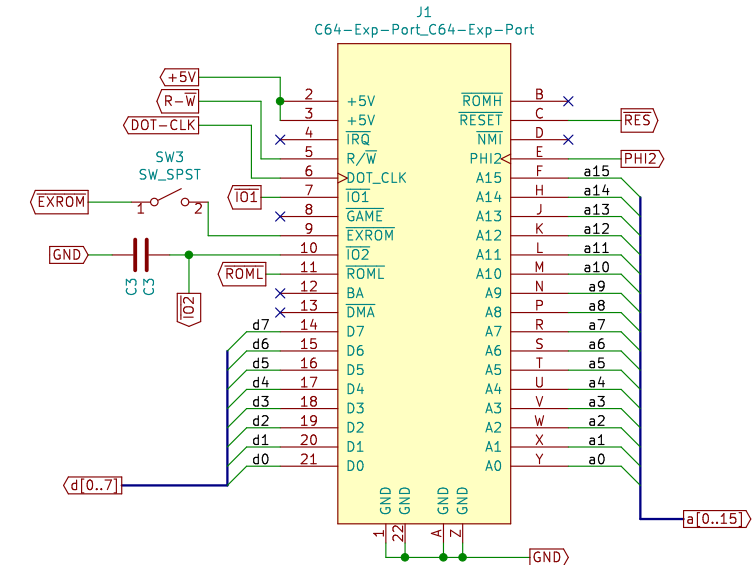 J1
C64-Exp-Port_C64-Exp-Port
+5V
R-W
DOT-CLK
SW3
SW_SPST
EXROM
1 2
GND
C3
C3
IO2
IO1
ROML
2 +5V
3 +5V
4 IRQ
5 R/W
6 DOT_CLK
7 IO1
8 GAME
9 EXROM
10 IO2
11 ROML
12 BA
13 DMA
d7 14 D7
d6 15 D6
d5 16 D5
d4 17 D4
d3 18 D3
d2 19 D2
d1 20 D1
d0 21 D0
d[0..7]
ROMH B
RESET C RES
NMI D
PHI2 E PHI2
A15 F a15
A14 H a14
A13 J a13
A12 K a12
A11 L a11
A10 M a10
A9 N a9
A8 P a8
A7 R a7
A6 S a6
A5 T a5
A4 U a4
A3 V a3
A2 W a2
A1 X a1
A0 Y a0
a[0..15]
GND GND GND GND
1 22 A Z
GND